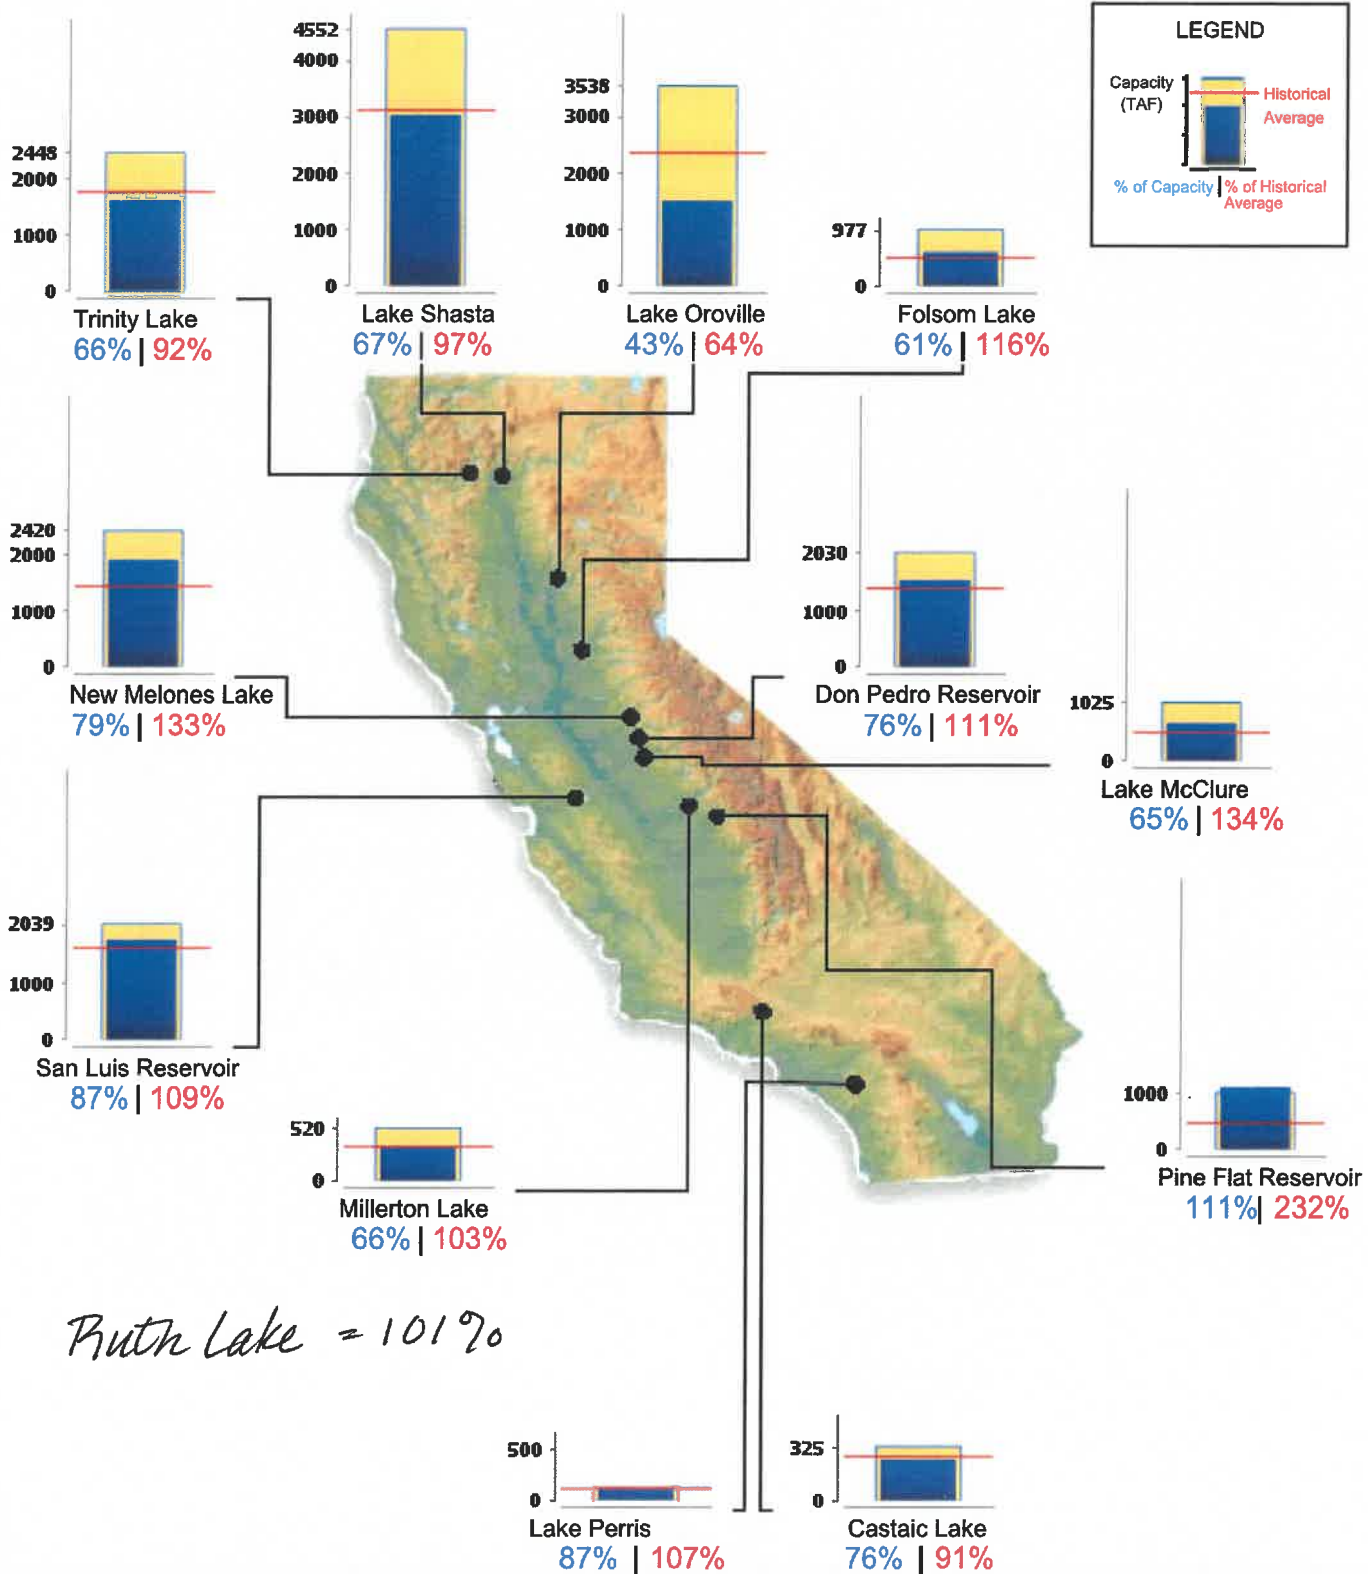 LEGEND
Capacity
(TAF)
Historical
Average
% of Capacity | % of Historical
Average
2448
2000
1000
0
Trinity Lake
66% | 92%
4552
4000
3000
2000
1000
0
Lake Shasta
67% | 97%
3538
3000
2000
1000
0
Lake Oroville
43% | 64%
977
0
Folsom Lake
61% | 116%
2420
2000
1000
0
New Melones Lake
79% | 133%
2030
1000
0
Don Pedro Reservoir
76% | 111%
1025
0
Lake McClure
65% | 134%
2039
1000
0
San Luis Reservoir
87% | 109%
520
0
Millerton Lake
66% | 103%
1000
0
Pine Flat Reservoir
111% | 232%
Ruth Lake = 101%
500
0
Lake Perris
87% | 107%
325
0
Castaic Lake
76% | 91%